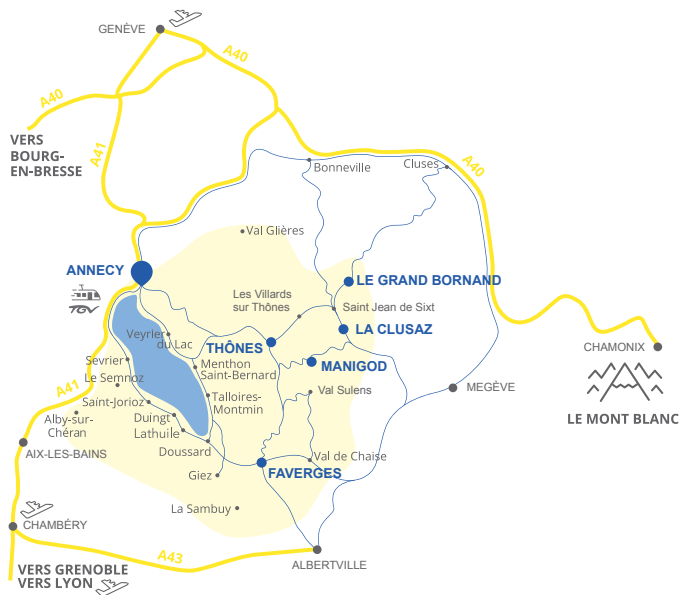 GENÈVE
A40
A40
A41
VERS
BOURG-
EN-BRESSE
Bonneville
Cluses
A40
Val Glières
ANNECY
TGV
LE GRAND BORNAND
Les Villards
sur Thônes
Saint Jean de Sixt
LA CLUSAZ
Veyrier
du Lac
THÔNES
CHAMONIX
Sevrier
Menthon
Saint-Bernard
MANIGOD
Le Semnoz
MEGÈVE
A41
Saint-Jorioz
Talloires-
Montmin
Val Sulens
LE MONT BLANC
Alby-sur-
Chéran
Duingt
Lathuile
Doussard
AIX-LES-BAINS
Val de Chaise
Giez
FAVERGES
La Sambuy
CHAMBÉRY
A43
ALBERTVILLE
VERS GRENOBLE
VERS LYON